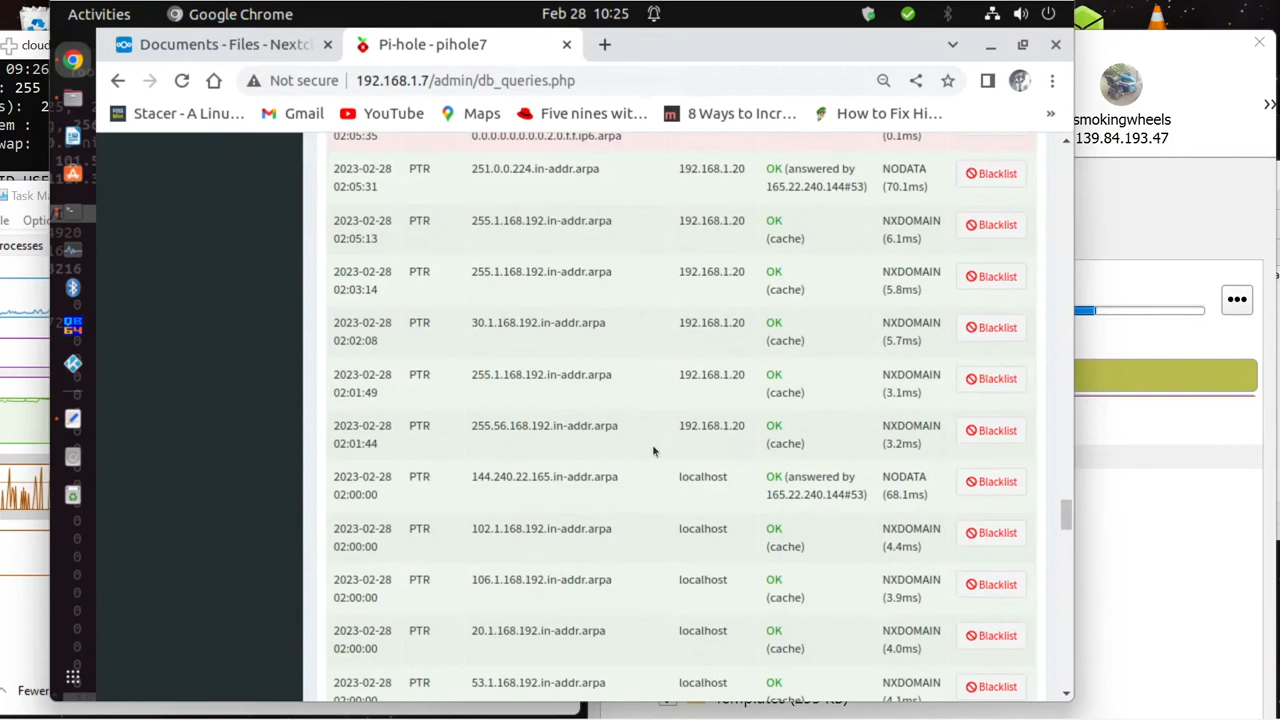 Activities
Google Chrome
Feb 28 10:25
cloud
Documents - Files - Nextcl
Pi-hole - pihole7
Not secure
192.168.1.7/admin/db_queries.php
Stacer - A Linu...
Gmail
YouTube
Maps
Five nines wit...
8 Ways to Incr...
How to Fix Hi...
»
09:26
: 255
smokingwheels
139.84.193.47
Task Ma
Optio
rocesses
Fewer
02:05:35 0.0.0.0.0.0.0.2.0.f.f.ip6.arpa (0.1ms)
2023-02-28 PTR 251.0.0.224.in-addr.arpa 192.168.1.20 OK (answered by NODATA Blacklist
02:05:31 165.22.240.144#53) (70.1ms)
2023-02-28 PTR 255.1.168.192.in-addr.arpa 192.168.1.20 OK NXDOMAIN Blacklist
02:05:13 (cache) (6.1ms)
2023-02-28 PTR 255.1.168.192.in-addr.arpa 192.168.1.20 OK NXDOMAIN Blacklist
02:03:14 (cache) (5.8ms)
2023-02-28 PTR 30.1.168.192.in-addr.arpa 192.168.1.20 OK NXDOMAIN Blacklist
02:02:08 (cache) (5.7ms)
2023-02-28 PTR 255.1.168.192.in-addr.arpa 192.168.1.20 OK NXDOMAIN Blacklist
02:01:49 (cache) (3.1ms)
2023-02-28 PTR 255.56.168.192.in-addr.arpa 192.168.1.20 OK NXDOMAIN Blacklist
02:01:44 (cache) (3.2ms)
2023-02-28 PTR 144.240.22.165.in-addr.arpa localhost OK (answered by NODATA Blacklist
02:00:00 165.22.240.144#53) (68.1ms)
2023-02-28 PTR 102.1.168.192.in-addr.arpa localhost OK NXDOMAIN Blacklist
02:00:00 (cache) (4.4ms)
2023-02-28 PTR 106.1.168.192.in-addr.arpa localhost OK NXDOMAIN Blacklist
02:00:00 (cache) (3.9ms)
2023-02-28 PTR 20.1.168.192.in-addr.arpa localhost OK NXDOMAIN Blacklist
02:00:00 (cache) (4.0ms)
2023-02-28 PTR 53.1.168.192.in-addr.arpa localhost OK NXDOMAIN Blacklist
02:00:00 (cache) (4.1ms)